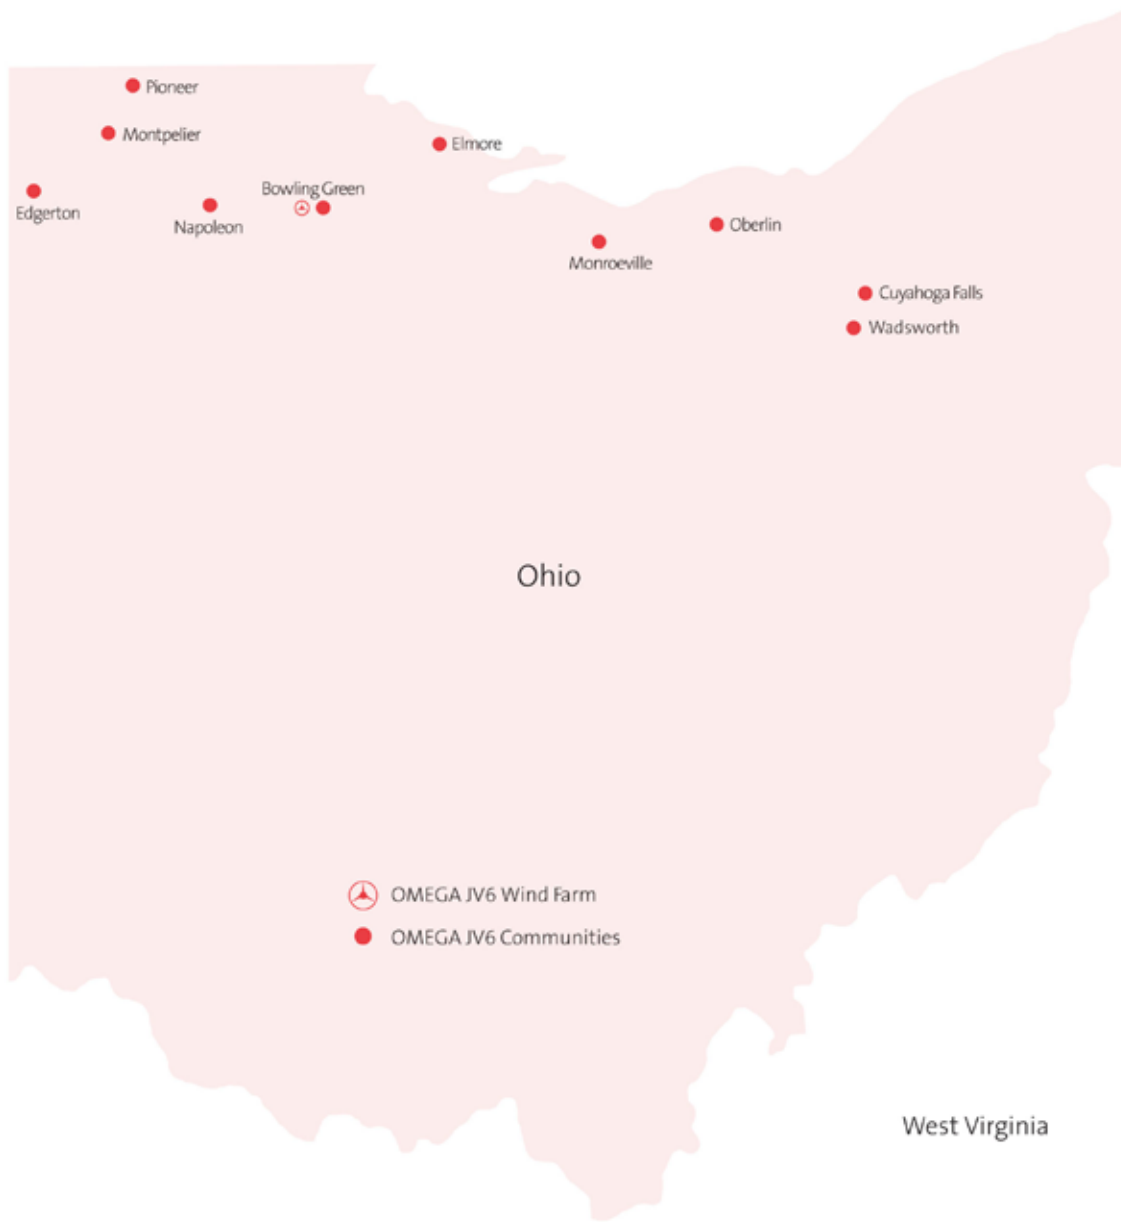 Pioneer
Montpelier
Elmore
Bowling Green
Edgerton
Napoleon
Oberlin
Monroeville
Cuyahoga Falls
Wadsworth
Ohio
OMEGA JV6 Wind Farm
OMEGA JV6 Communities
West Virginia